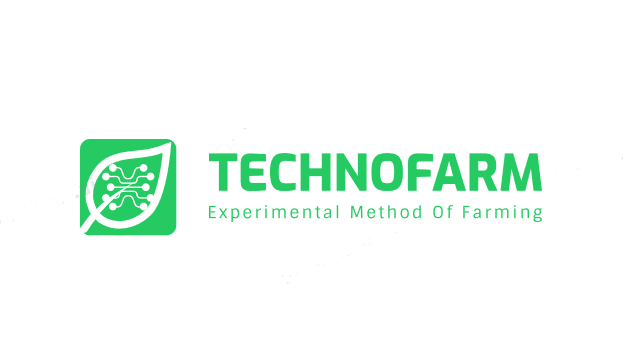 TECHNOFARM
Experimental Method Of Farming